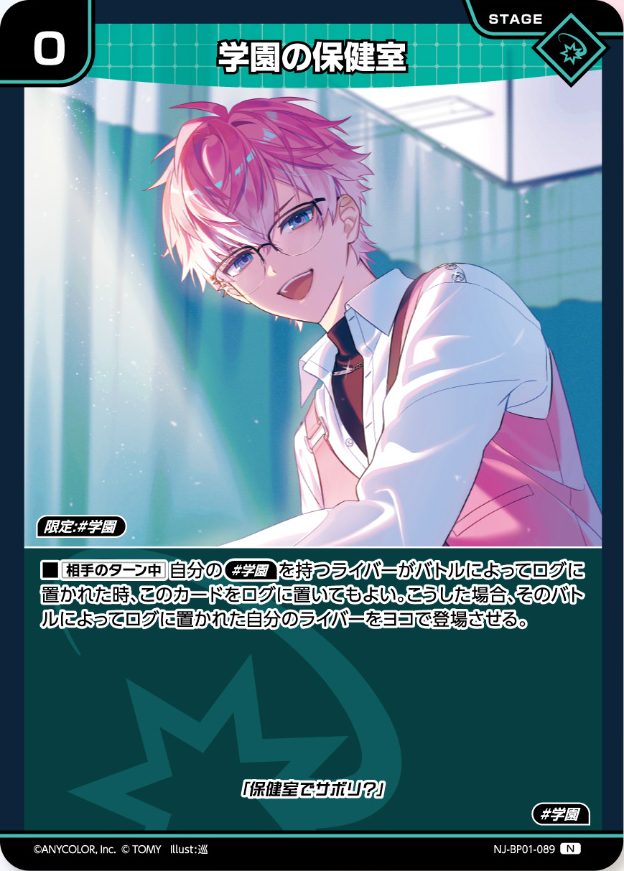 0
STAGE
学園の保健室
限定:#学園
■ 相手のターン中 自分の #学園 を持つライバーがバトルによってログに
置かれた時、このカードをログに置いてもよい。こうした場合、そのバト
ルによってログに置かれた自分のライバーをヨコで登場させる。
「保健室でサボり?」
#学園
©ANYCOLOR, Inc. © TOMY Illust:巡
NJ-BP01-089 N